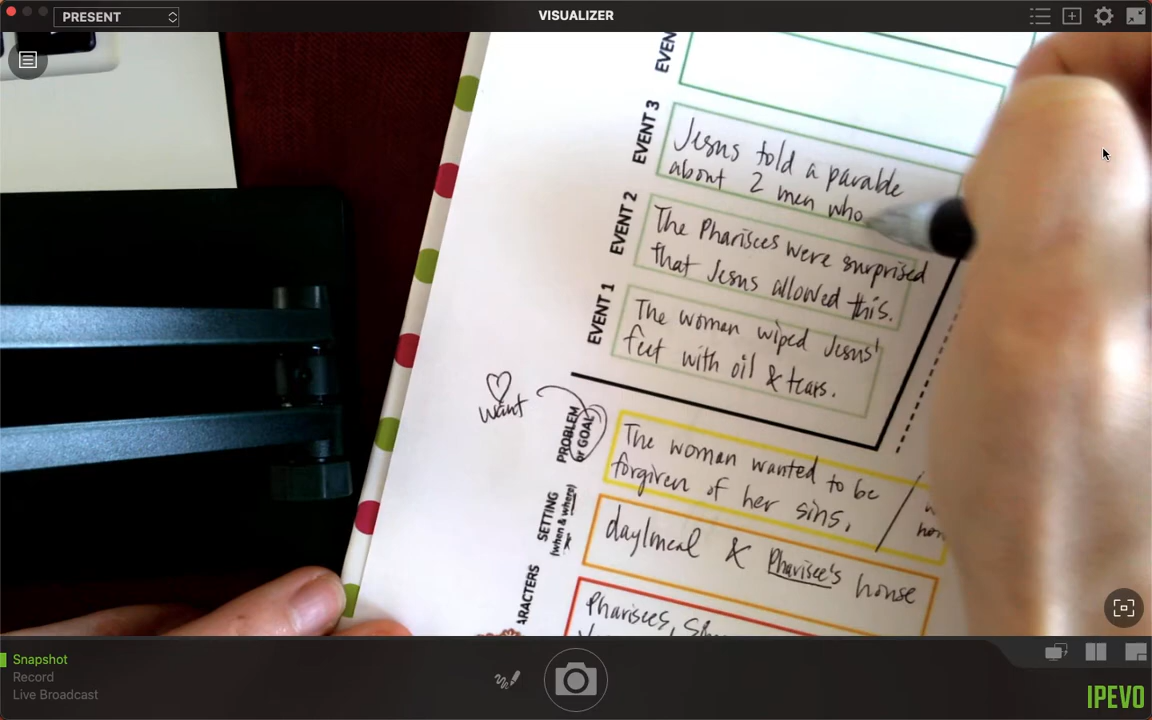 PRESENT
VISUALIZER
EVEN
EVENT 3
Jesus told a parable
about 2 men who
EVENT 2
The Pharisees were surprised
that Jesus allowed this.
EVENT 1
The woman wiped Jesus'
feet with oil & tears.
want
PROBLEM
or GOAL
The woman wanted to be
forgiven of her sins.
SETTING
(when & where)
day/meal & Pharisee's house
ARACTERS
Pharisees,
Snapshot
Record
Live Broadcast
IPEVO